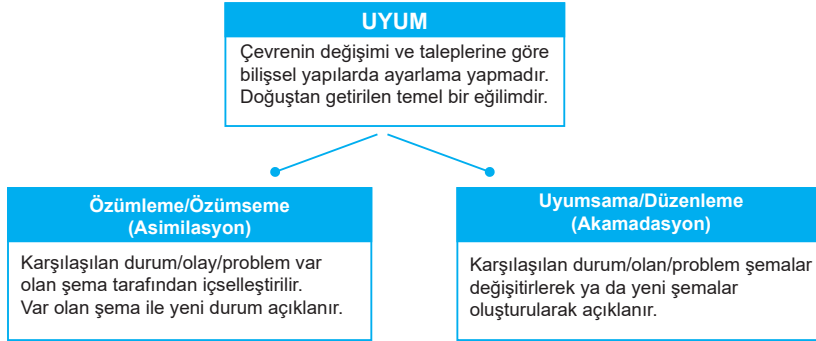 UYUM
Çevrenin değişimi ve taleplerine göre
bilişsel yapılarda ayarlama yapmadır.
Doğuştan getirilen temel bir eğilimdir.
Özümleme/Özümseme
(Asimilasyon)
Karşılaşılan durum/olay/problem var
olan şema tarafından içselleştirilir.
Var olan şema ile yeni durum açıklanır.
Uyumsama/Düzenleme
(Akamadasyon)
Karşılaşılan durum/olan/problem şemalar
değişitirlerek ya da yeni şemalar
oluşturularak açıklanır.